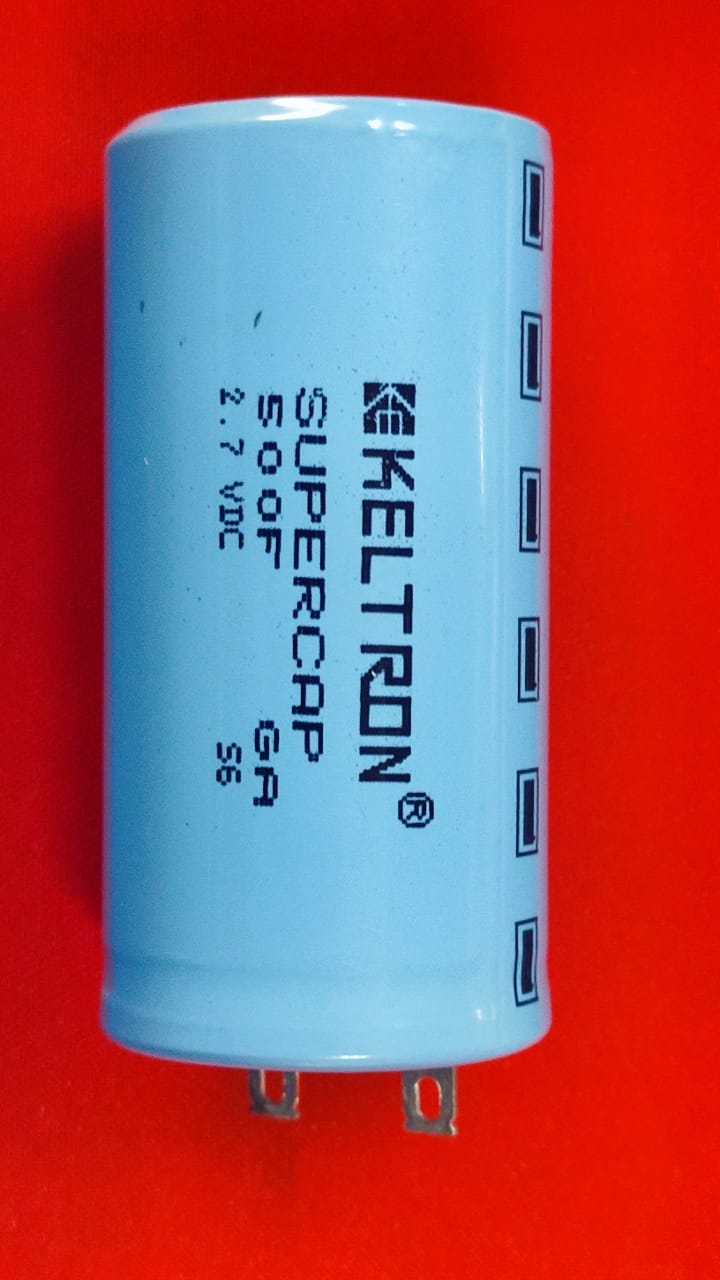 KELTRON®
SUPERCAP
500F GA
2.7 VDC S6